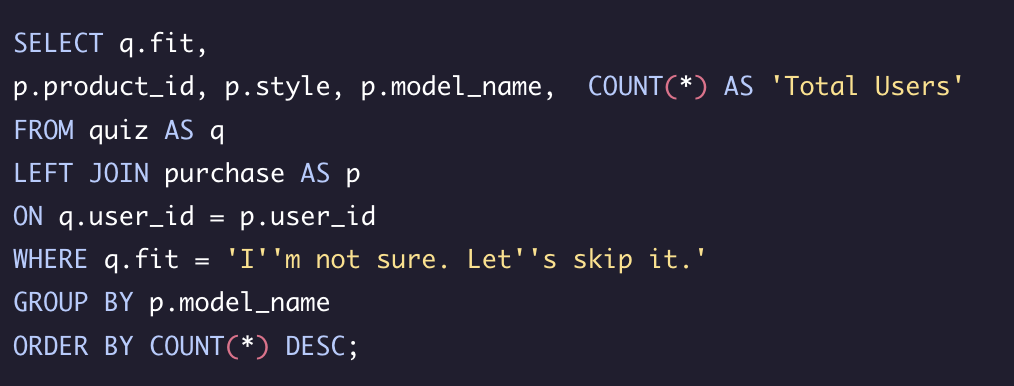 SELECT q.fit,
p.product_id, p.style, p.model_name,  COUNT(*) AS 'Total Users'
FROM quiz AS q
LEFT JOIN purchase AS p
ON q.user_id = p.user_id
WHERE q.fit = 'I''m not sure. Let''s skip it.'
GROUP BY p.model_name
ORDER BY COUNT(*) DESC;